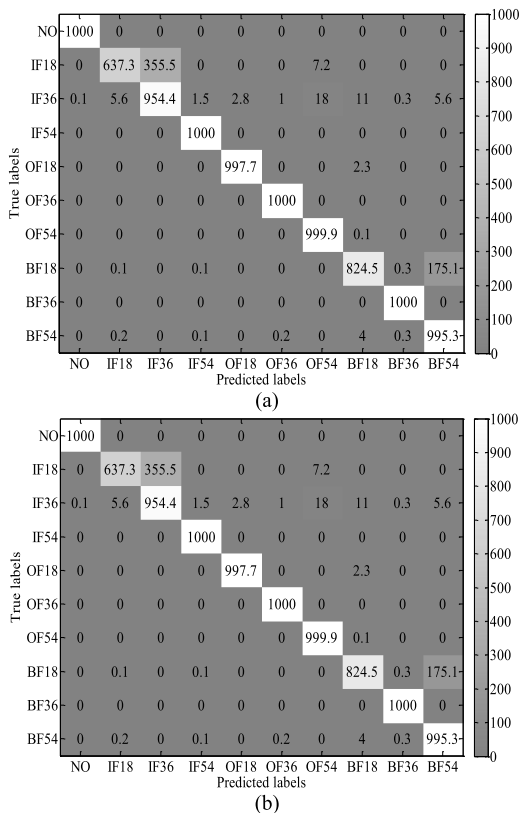 NO 1000 0 0 0 0 0 0 0 0 0
IF18 0 637.3 355.5 0 0 0 7.2 0 0 0
IF36 0.1 5.6 954.4 1.5 2.8 1 18 11 0.3 5.6
IF54 0 0 0 1000 0 0 0 0 0 0
OF18 0 0 0 0 997.7 0 0 2.3 0 0
OF36 0 0 0 0 0 1000 0 0 0 0
OF54 0 0 0 0 0 0 999.9 0.1 0 0
BF18 0 0.1 0 0.1 0 0 0 824.5 0.3 175.1
BF36 0 0 0 0 0 0 0 0 1000 0
BF54 0 0.2 0 0.1 0 0.2 0 4 0.3 995.3
NO IF18 IF36 IF54 OF18 OF36 OF54 BF18 BF36 BF54
Predicted labels
True labels
1000
900
800
700
600
500
400
300
200
100
0
(a)
NO 1000 0 0 0 0 0 0 0 0 0
IF18 0 637.3 355.5 0 0 0 7.2 0 0 0
IF36 0.1 5.6 954.4 1.5 2.8 1 18 11 0.3 5.6
IF54 0 0 0 1000 0 0 0 0 0 0
OF18 0 0 0 0 997.7 0 0 2.3 0 0
OF36 0 0 0 0 0 1000 0 0 0 0
OF54 0 0 0 0 0 0 999.9 0.1 0 0
BF18 0 0.1 0 0.1 0 0 0 824.5 0.3 175.1
BF36 0 0 0 0 0 0 0 0 1000 0
BF54 0 0.2 0 0.1 0 0.2 0 4 0.3 995.3
NO IF18 IF36 IF54 OF18 OF36 OF54 BF18 BF36 BF54
Predicted labels
True labels
1000
900
800
700
600
500
400
300
200
100
0
(b)